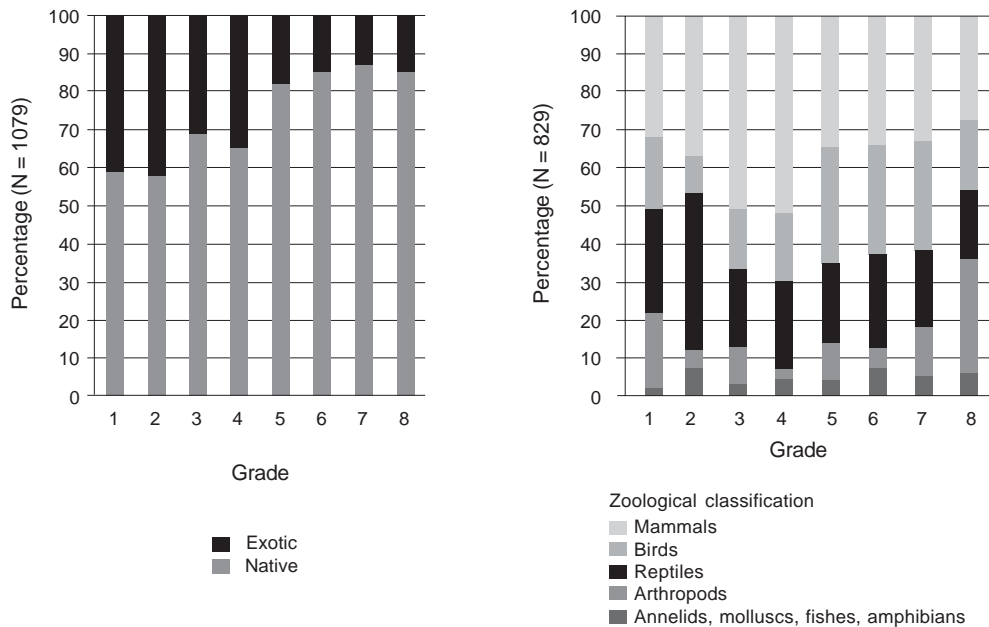 Percentage (N = 1079)
100
90
80
70
60
50
40
30
20
10
0
1 2 3 4 5 6 7 8
Grade
Exotic
Native
Percentage (N = 829)
100
90
80
70
60
50
40
30
20
10
0
1 2 3 4 5 6 7 8
Grade
Zoological classification
Mammals
Birds
Reptiles
Arthropods
Annelids, molluscs, fishes, amphibians